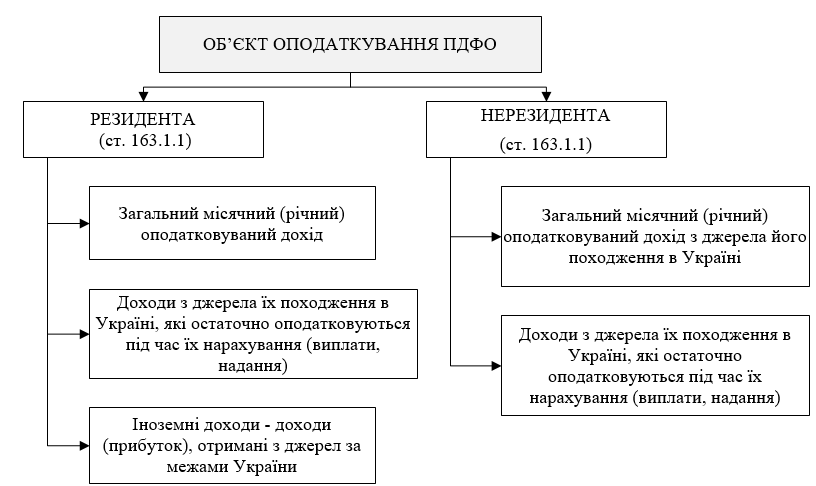 ОБ’ЄКТ ОПОДАТКУВАННЯ ПДФО
РЕЗИДЕНТА
(ст. 163.1.1)
Загальний місячний (річний)
оподатковуваний дохід
Доходи з джерела їх походження в
Україні, які остаточно оподатковуються
під час їх нарахування (виплати,
надання)
Іноземні доходи - доходи
(прибуток), отримані з джерел за
межами України
НЕРЕЗИДЕНТА
(ст. 163.1.1)
Загальний місячний (річний)
оподатковуваний дохід з джерела його
походження в Україні
Доходи з джерела їх походження в
Україні, які остаточно
оподатковуються під час їх
нарахування (виплати, надання)